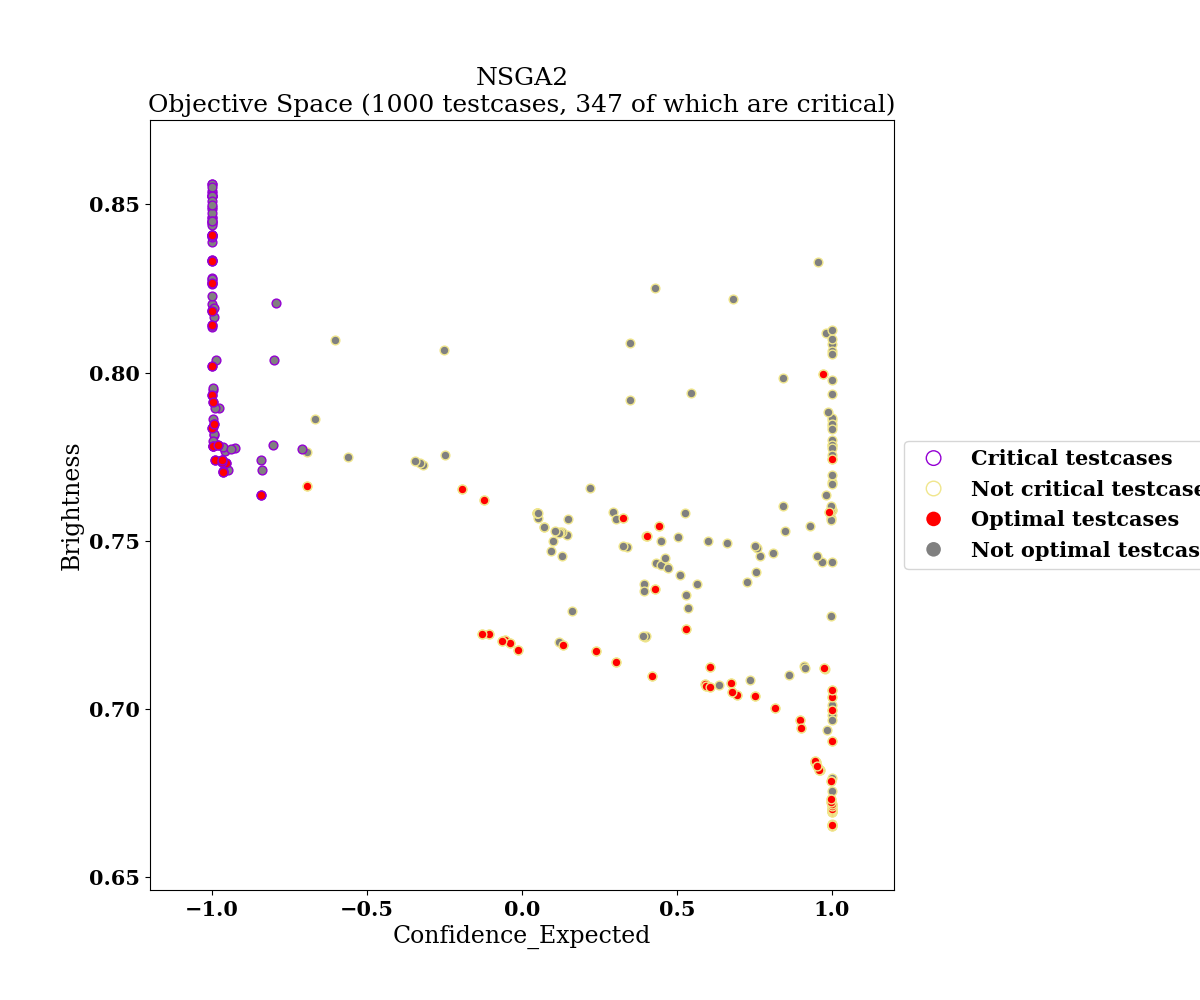 NSGA2
Objective Space (1000 testcases, 347 of which are critical)
0.85
0.80
0.75
0.70
0.65
Brightness
−1.0 −0.5 0.0 0.5 1.0
Confidence_Expected
Critical testcases
Not critical testcase
Optimal testcases
Not optimal testcas